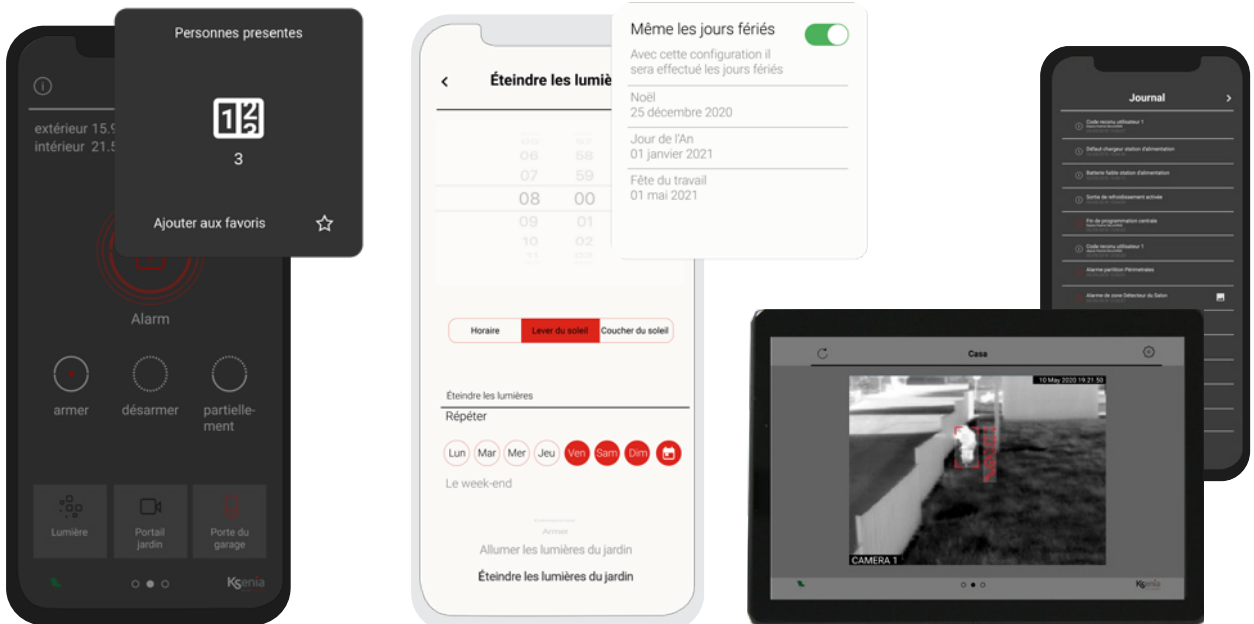 Personnes presentes
3
Ajouter aux favoris
extérieur 15.9
intérieur 21.5
Alarm
armer
désarmer
partielle-
ment
Lumière
Portail
jardin
Porte du
garage
Ksenia
Éteindre les lumiè
06 58
07 59
08 00
09 01
10 02
Horaire
Lever du soleil
Coucher du soleil
Éteindre les lumières
Répéter
Lun Mar Mer Jeu Ven Sam Dim
Le week-end
Armer
Allumer les lumières du jardin
Éteindre les lumières du jardin
Même les jours fériés
Avec cette configuration il
sera effectué les jours fériés
Noël
25 décembre 2020
Jour de l'An
01 janvier 2021
Fête du travail
01 mai 2021
Journal
Code reconu utilisateur 1
Défaut chargeur station d'alimentation
Batterie faible station d'alimentation
Sortie de refroidissement activée
Fin de programmation centrale
Code reconu utilisateur 1
Alarme partition Périmetrales
Alarme de zone Détecteur du Salon
Casa
10 May 2020 19.21.50
CAMERA 1
Ksenia